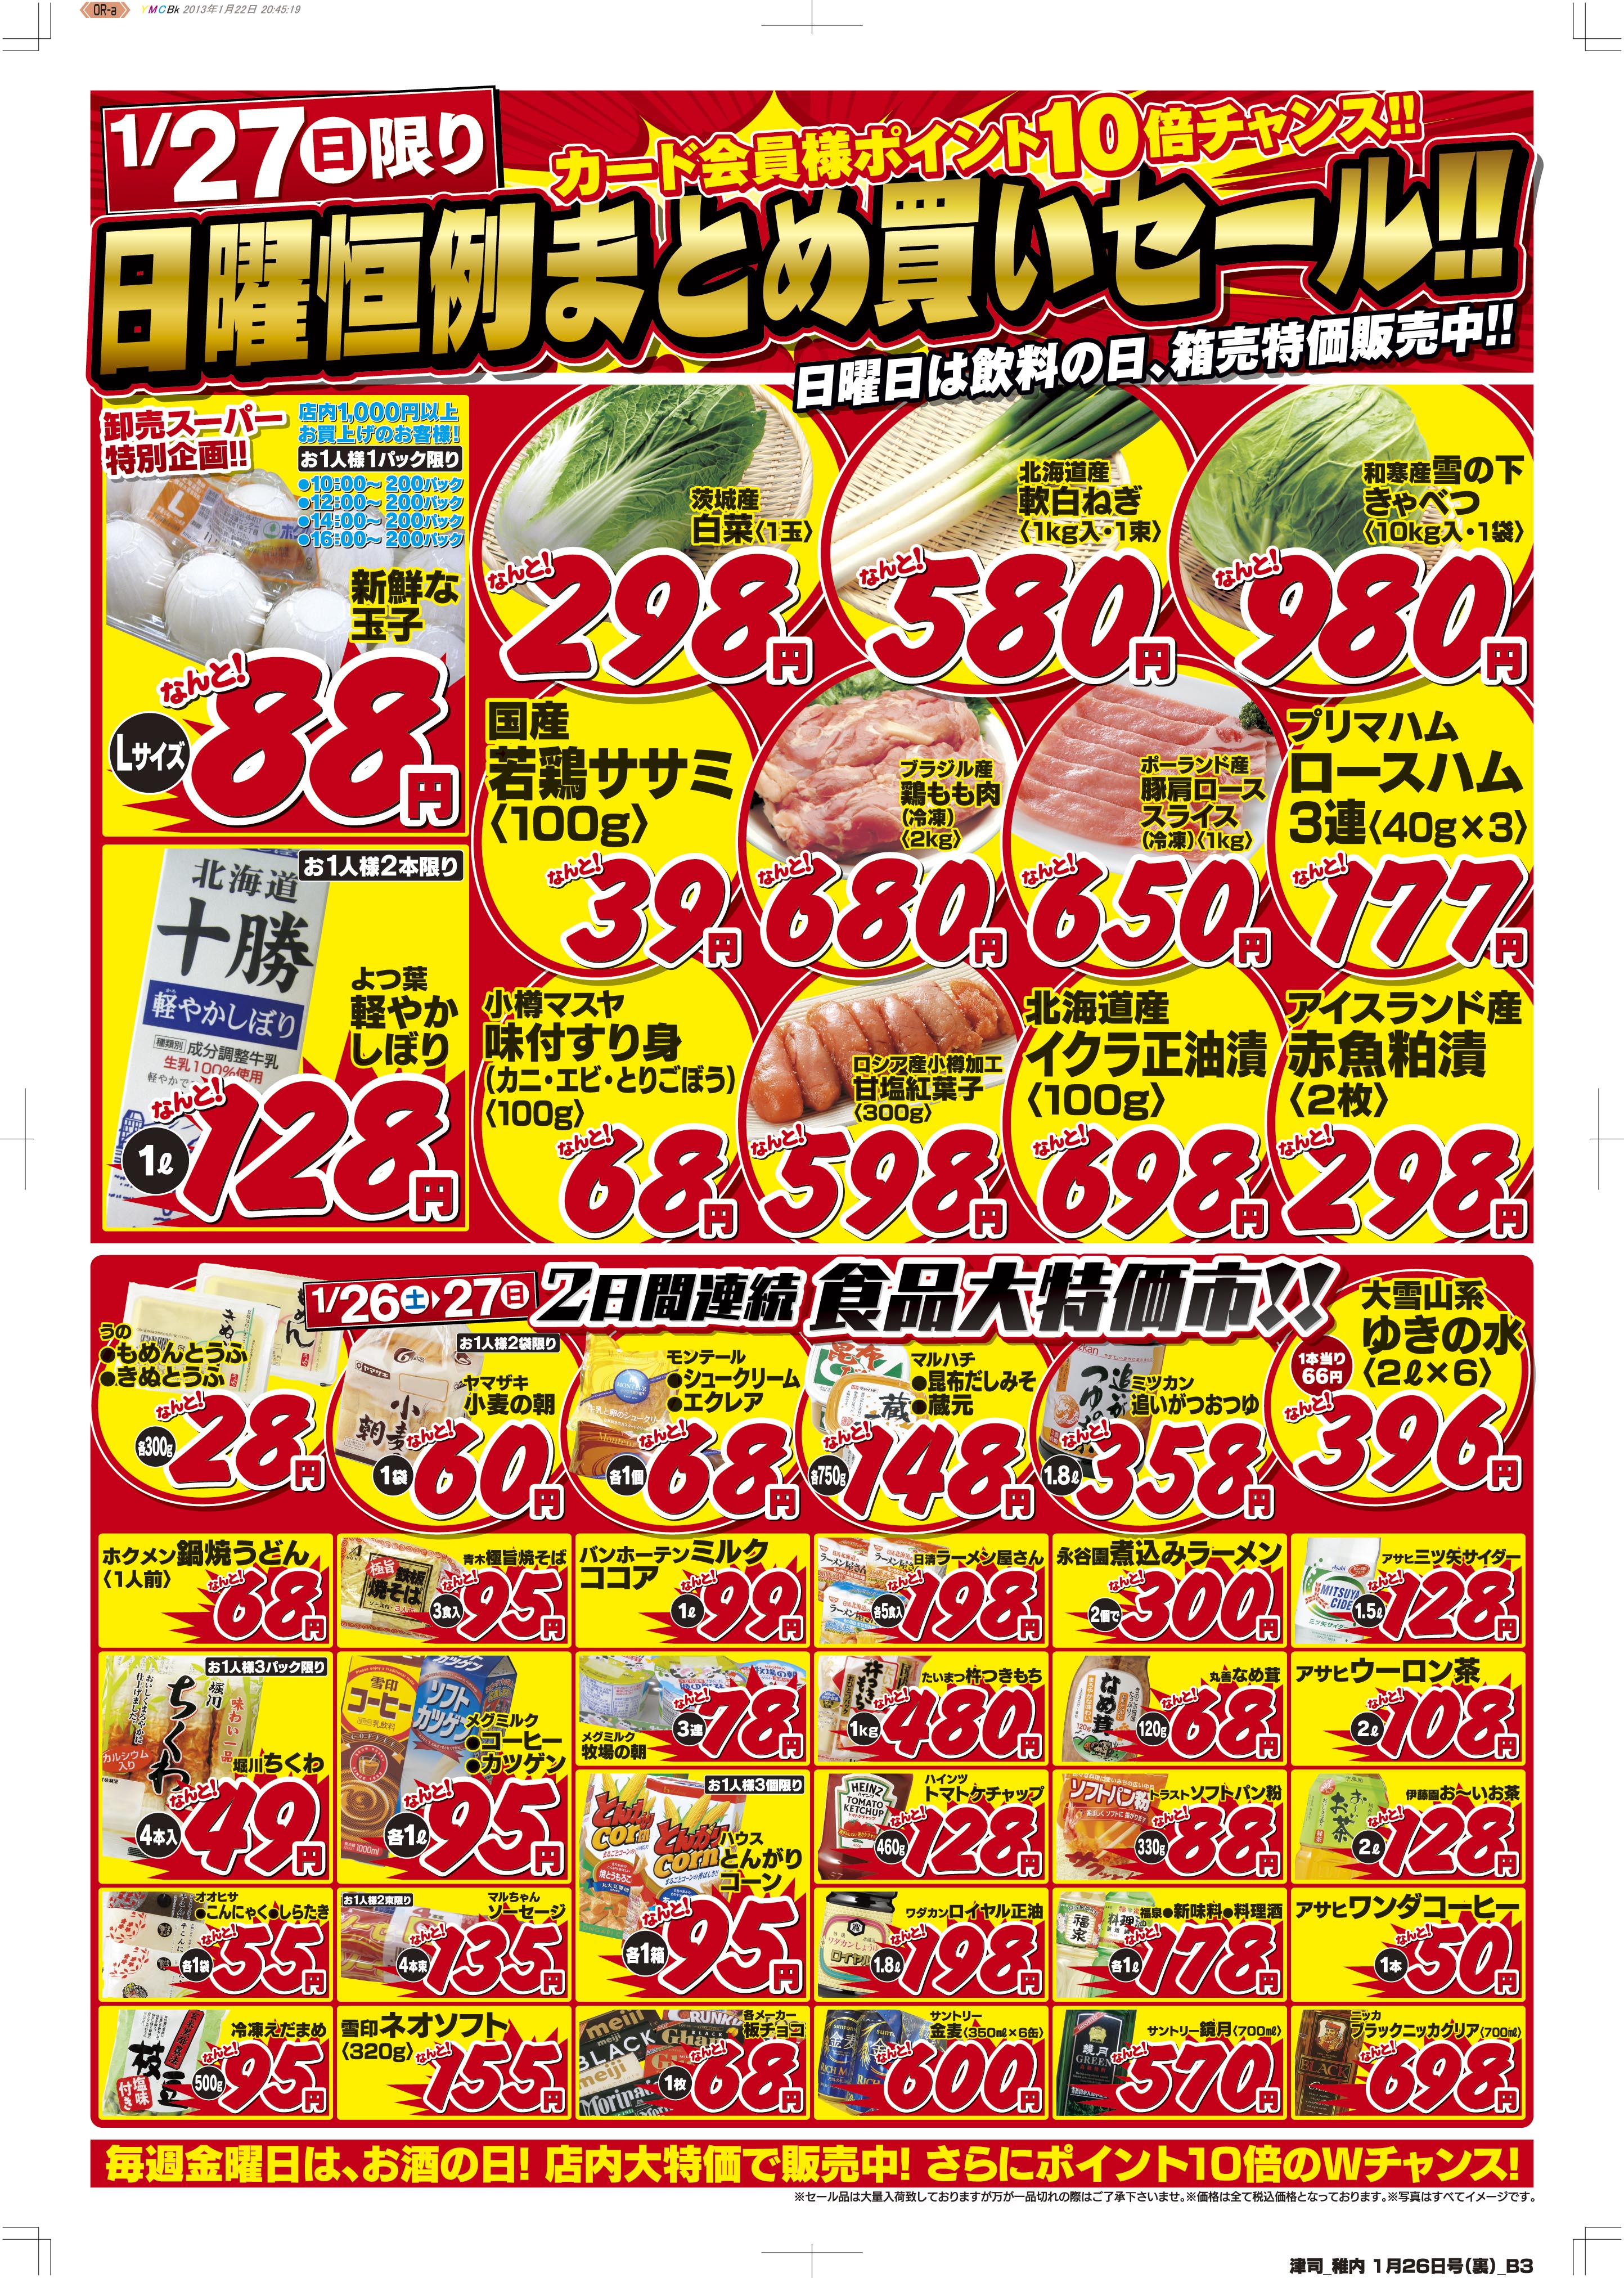 OR-a YMCBk 2013年1月22日 20:45:19
1/27日限り
カード会員様ポイント10倍チャンス!!
日曜恒例まとめ買いセール!!
日曜日は飲料の日、箱売特価販売中!!
卸売スーパー
特別企画!!
店内1,000円以上
お買上げのお客様!
お1人様1パック限り
●10:00〜 200パック
●12:00〜 200パック
●14:00〜 200パック
●16:00〜 200パック
新鮮な
玉子
Lサイズ
なんと!
88円
茨城産
白菜〈1玉〉
なんと!
298円
北海道産
軟白ねぎ
〈1kg入・1束〉
なんと!
580円
和寒産雪の下
きゃべつ
〈10kg入・1袋〉
なんと!
980円
国産
若鶏ササミ
〈100g〉
なんと!
39円
ブラジル産
鶏もも肉
(冷凍)
〈2kg〉
なんと!
680円
ポーランド産
豚肩ロース
スライス
(冷凍)〈1kg〉
なんと!
650円
プリマハム
ロースハム
3連〈40g×3〉
なんと!
177円
お1人様2本限り
北海道
十勝
軽やかしぼり
種類別 成分調整牛乳
生乳100%使用
よつ葉
軽やか
しぼり
1ℓ
なんと!
128円
小樽マスヤ
味付すり身
(カニ・エビ・とりごぼう)
〈100g〉
なんと!
68円
ロシア産小樽加工
甘塩紅葉子
〈300g〉
なんと!
598円
北海道産
イクラ正油漬
〈100g〉
なんと!
698円
アイスランド産
赤魚粕漬
〈2枚〉
なんと!
298円
1/26土▶27日
2日間連続 食品大特価市!!
うの
●もめんとうふ
●きぬとうふ
各300g
なんと!
28円
お1人様2袋限り
ヤマザキ
小麦の朝
1袋
なんと!
60円
モンテール
●シュークリーム
●エクレア
各1個
なんと!
68円
マルハチ
●昆布だしみそ
●蔵元
各750g
なんと!
148円
ミツカン
追いがつおつゆ
1.8ℓ
なんと!
358円
大雪山系
ゆきの水
〈2ℓ×6〉
1本当り
66円
なんと!
396円
ホクメン鍋焼うどん
〈1人前〉
なんと!
68円
青木極旨焼そば
3食入
なんと!
95円
バンホーテンミルク
ココア
1ℓ
なんと!
99円
日清ラーメン屋さん
各5食入
なんと!
198円
永谷園煮込みラーメン
2個で
なんと!
300円
アサヒ三ツ矢サイダー
1.5ℓ
なんと!
128円
お1人様3パック限り
堀川ちくわ
4本入
なんと!
49円
メグミルク
●コーヒー
●カツゲン
各1ℓ
なんと!
95円
メグミルク
牧場の朝
3連
なんと!
78円
たいまつ杵つきもち
1kg
なんと!
480円
丸善なめ茸
120g
なんと!
68円
アサヒウーロン茶
2ℓ
なんと!
108円
お1人様3個限り
ハウス
とんがり
コーン
各1箱
なんと!
95円
HEINZ
TOMATO
KETCHUP
ハインツ
トマトケチャップ
460g
なんと!
128円
トラストソフトパン粉
330g
なんと!
88円
伊藤園お〜いお茶
2ℓ
なんと!
128円
オオヒサ
●こんにゃく●しらたき
各1袋
なんと!
55円
お1人様2束限り
マルちゃん
ソーセージ
4本束
なんと!
135円
ワダカンロイヤル正油
1.8ℓ
なんと!
198円
福泉●新味料●料理酒
各1ℓ
なんと!
178円
アサヒワンダコーヒー
1本
なんと!
50円
冷凍えだまめ
500g
なんと!
95円
雪印ネオソフト
〈320g〉
なんと!
155円
各メーカー
板チョコ
1枚
なんと!
68円
サントリー
金麦〈350㎖×6缶〉
なんと!
600円
サントリー鏡月〈700㎖〉
なんと!
570円
ニッカ
ブラックニッカクリア〈700㎖〉
なんと!
698円
毎週金曜日は、お酒の日! 店内大特価で販売中! さらにポイント10倍のWチャンス!
※セール品は大量入荷致しておりますが万が一品切れの際はご了承下さいませ。※価格は全て税込価格となっております。※写真はすべてイメージです。
津司_稚内 1月26日号(裏)_B3